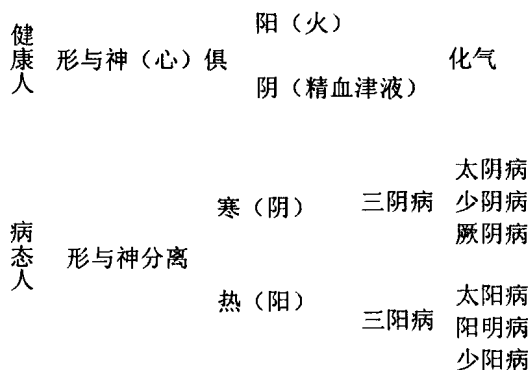 健康人
形与神（心）俱
阳（火）
阴（精血津液）
化气
病态人
形与神分离
寒（阴）
三阴病
太阴病
少阴病
厥阴病
热（阳）
三阳病
太阳病
阳明病
少阳病